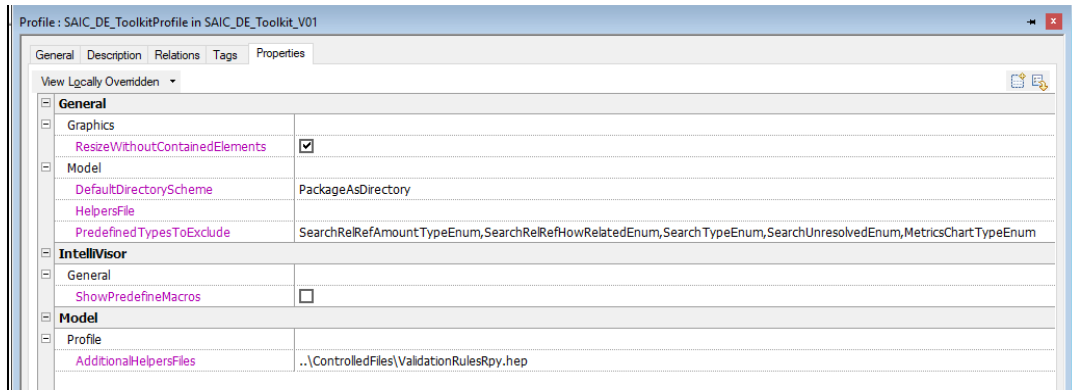 Profile : SAIC_DE_ToolkitProfile in SAIC_DE_Toolkit_V01
General Description Relations Tags Properties
View Locally Overridden
General
Graphics
ResizeWithoutContainedElements
Model
DefaultDirectoryScheme PackageAsDirectory
HelpersFile
PredefinedTypesToExclude SearchRelRefAmountTypeEnum,SearchRelRefHowRelatedEnum,SearchTypeEnum,SearchUnresolvedEnum,MetricsChartTypeEnum
IntelliVisor
General
ShowPredefineMacros
Model
Profile
AdditionalHelpersFiles ..\ControlledFiles\ValidationRulesRpy.hep